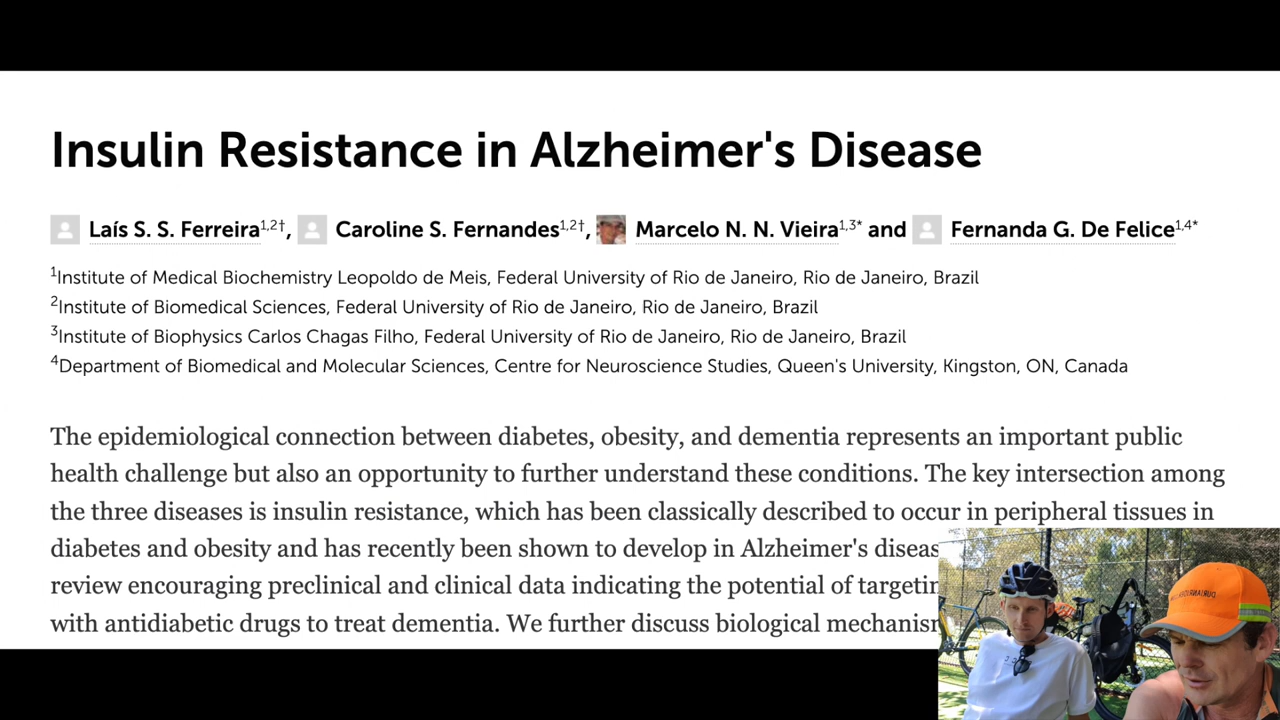 Insulin Resistance in Alzheimer's Disease
Laís S. S. Ferreira1,2†, Caroline S. Fernandes1,2†, Marcelo N. N. Vieira1,3* and Fernanda G. De Felice1,4*
1Institute of Medical Biochemistry Leopoldo de Meis, Federal University of Rio de Janeiro, Rio de Janeiro, Brazil
2Institute of Biomedical Sciences, Federal University of Rio de Janeiro, Rio de Janeiro, Brazil
3Institute of Biophysics Carlos Chagas Filho, Federal University of Rio de Janeiro, Rio de Janeiro, Brazil
4Department of Biomedical and Molecular Sciences, Centre for Neuroscience Studies, Queen's University, Kingston, ON, Canada
The epidemiological connection between diabetes, obesity, and dementia represents an important public
health challenge but also an opportunity to further understand these conditions. The key intersection among
the three diseases is insulin resistance, which has been classically described to occur in peripheral tissues in
diabetes and obesity and has recently been shown to develop in Alzheimer's diseas
review encouraging preclinical and clinical data indicating the potential of targetin
with antidiabetic drugs to treat dementia. We further discuss biological mechanism